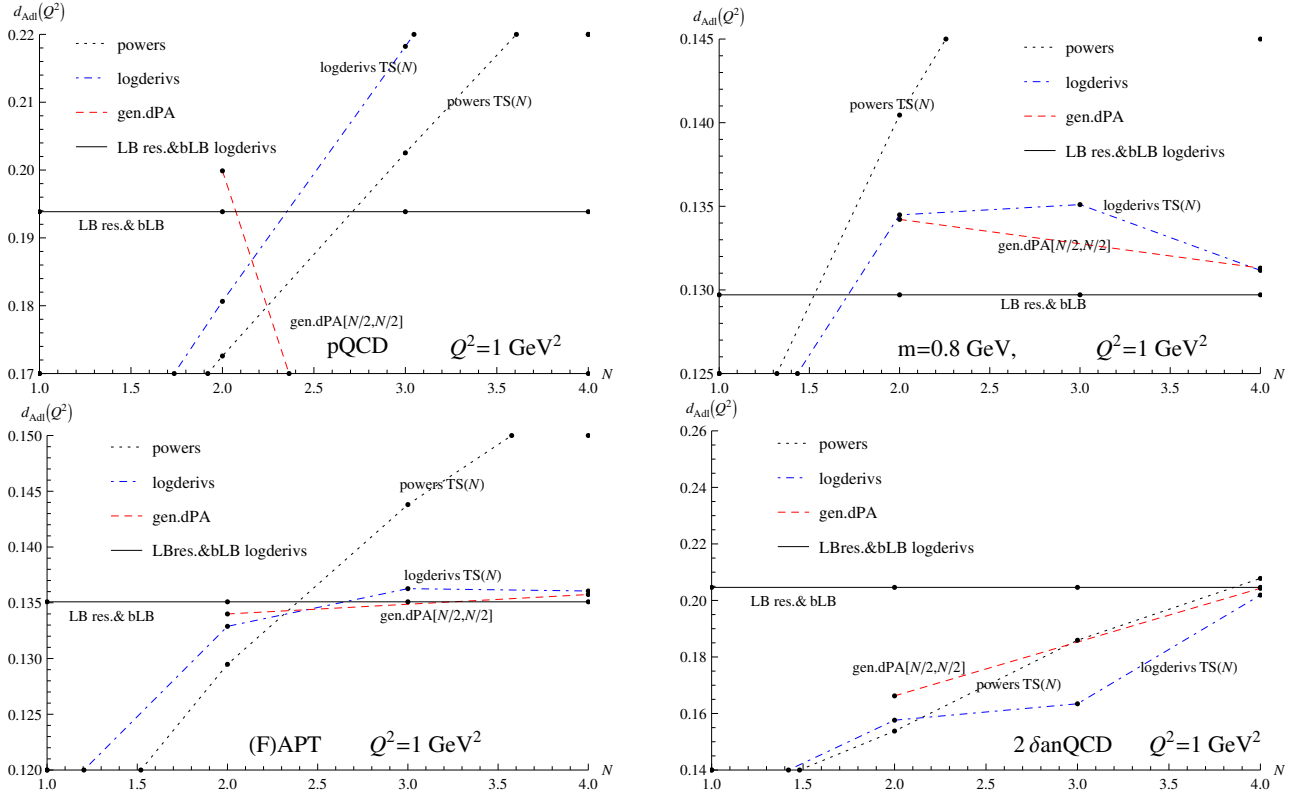 d_Adl(Q^2)
0.22
0.21
0.20
0.19
0.18
0.17
1.0 1.5 2.0 2.5 3.0 3.5 4.0 N
powers
logderivs
gen.dPA
LB res.&bLB logderivs
logderivs TS(N)
powers TS(N)
LB res.& bLB
gen.dPA[N/2,N/2]
pQCD Q^2=1 GeV^2
d_Adl(Q^2)
0.145
0.140
0.135
0.130
0.125
1.0 1.5 2.0 2.5 3.0 3.5 4.0 N
powers
logderivs
gen.dPA
LB res.&bLB logderivs
powers TS(N)
logderivs TS(N)
gen.dPA[N/2,N/2]
LB res.& bLB
m=0.8 GeV, Q^2=1 GeV^2
d_Adl(Q^2)
0.150
0.145
0.140
0.135
0.130
0.125
0.120
1.0 1.5 2.0 2.5 3.0 3.5 4.0 N
powers
logderivs
gen.dPA
LBres.&bLB logderivs
powers TS(N)
logderivs TS(N)
LB res.& bLB
gen.dPA[N/2,N/2]
(F)APT Q^2=1 GeV^2
d_Adl(Q^2)
0.26
0.24
0.22
0.20
0.18
0.16
0.14
1.0 1.5 2.0 2.5 3.0 3.5 4.0 N
powers
logderivs
gen.dPA
LBres.&bLB logderivs
LB res.& bLB
gen.dPA[N/2,N/2]
logderivs TS(N)
powers TS(N)
2 δanQCD Q^2=1 GeV^2